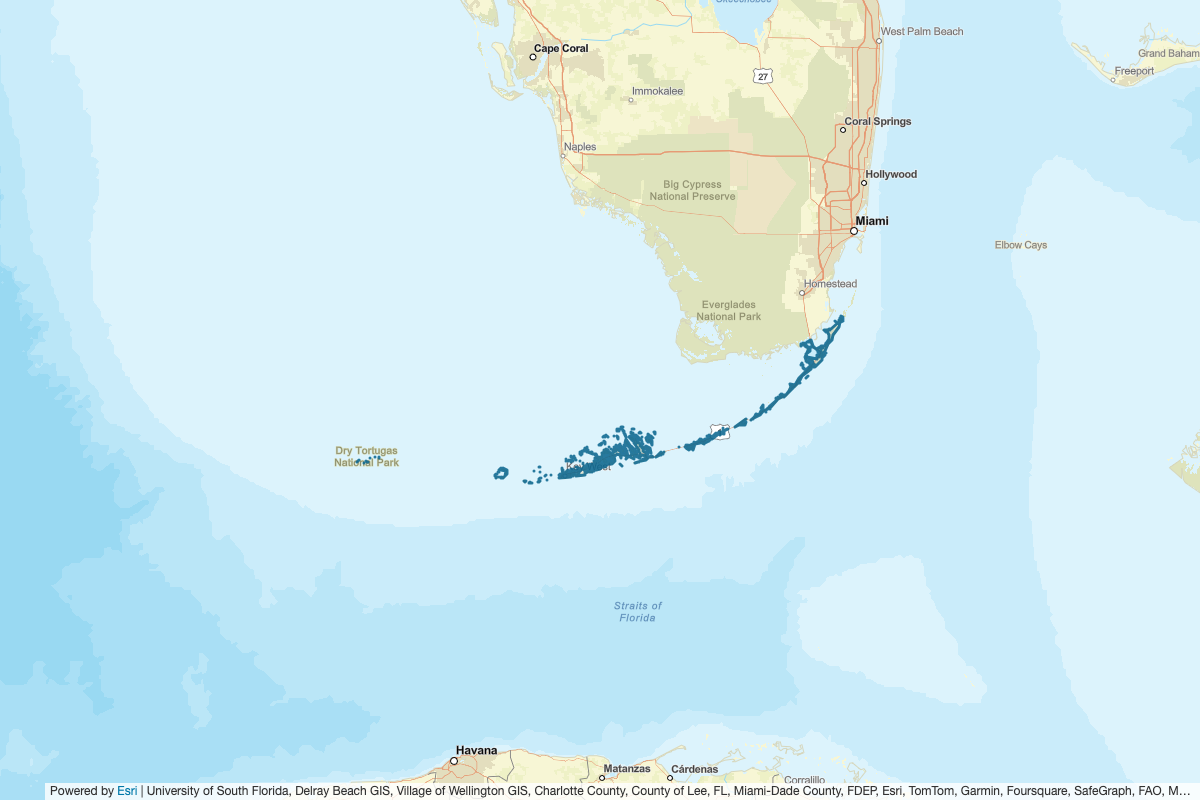 Okeechobee
West Palm Beach
Cape Coral
Grand Baham
Freeport
27
Immokalee
Coral Springs
Naples
Hollywood
Big Cypress
National Preserve
Miami
Elbow Cays
Homestead
Everglades
National Park
Dry Tortugas
National Park
Key West
Straits of
Florida
Havana
Matanzas
Cárdenas
Corralillo
Powered by Esri | University of South Florida, Delray Beach GIS, Village of Wellington GIS, Charlotte County, County of Lee, FL, Miami-Dade County, FDEP, Esri, TomTom, Garmin, Foursquare, SafeGraph, FAO, M…